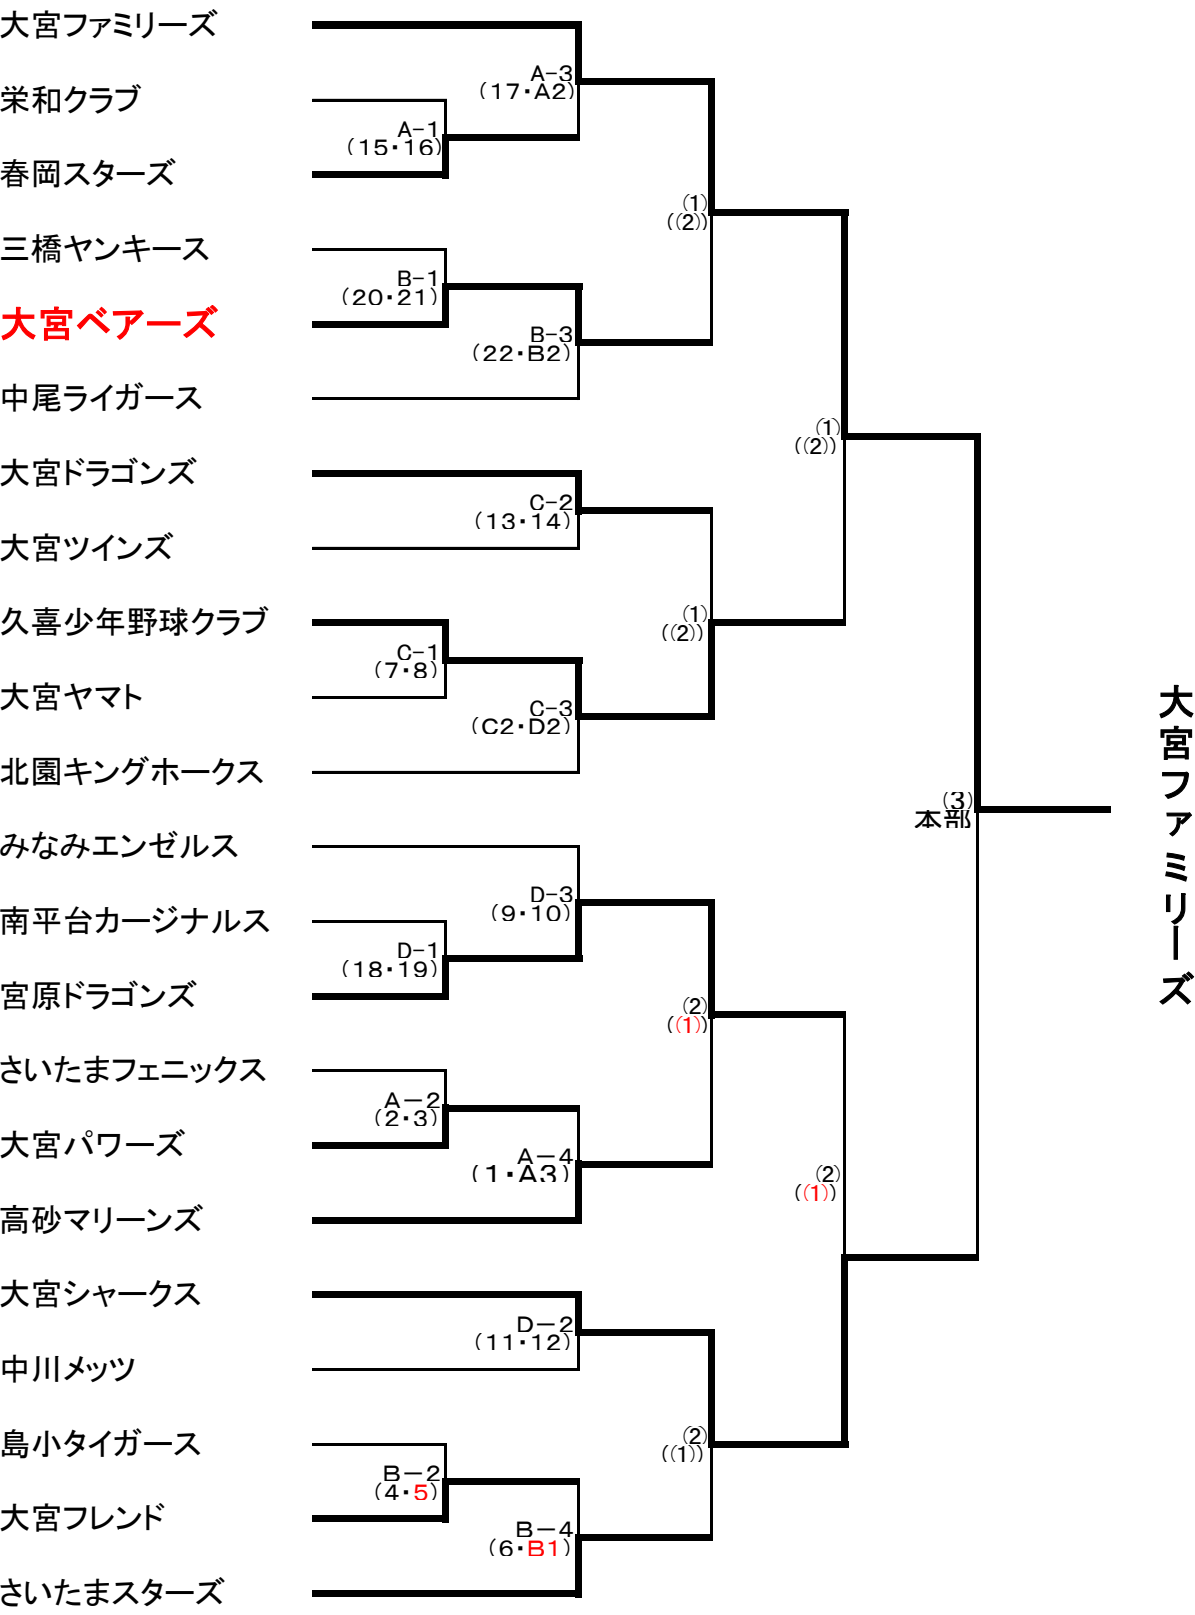 大宮ファミリーズ
A-3
(17・A2)
栄和クラブ
A-1
(15・16)
春岡スターズ
(1)
((2))
三橋ヤンキース
B-1
(20・21)
大宮ベアーズ
B-3
(22・B2)
中尾ライガース
(1)
((2))
大宮ドラゴンズ
C-2
(13・14)
大宮ツインズ
久喜少年野球クラブ
(1)
((2))
C-1
(7・8)
大宮ヤマト
C-3
(C2・D2)
北園キングホークス
(3)
本部
大宮ファミリーズ
みなみエンゼルス
D-3
(9・10)
南平台カージナルス
D-1
(18・19)
宮原ドラゴンズ
(2)
((1))
さいたまフェニックス
A－2
(2・3)
大宮パワーズ
A－4
(1・A3)
(2)
((1))
高砂マリーンズ
大宮シャークス
D－2
(11・12)
中川メッツ
(2)
((1))
島小タイガース
B－2
(4・5)
大宮フレンド
B－4
(6・B1)
さいたまスターズ